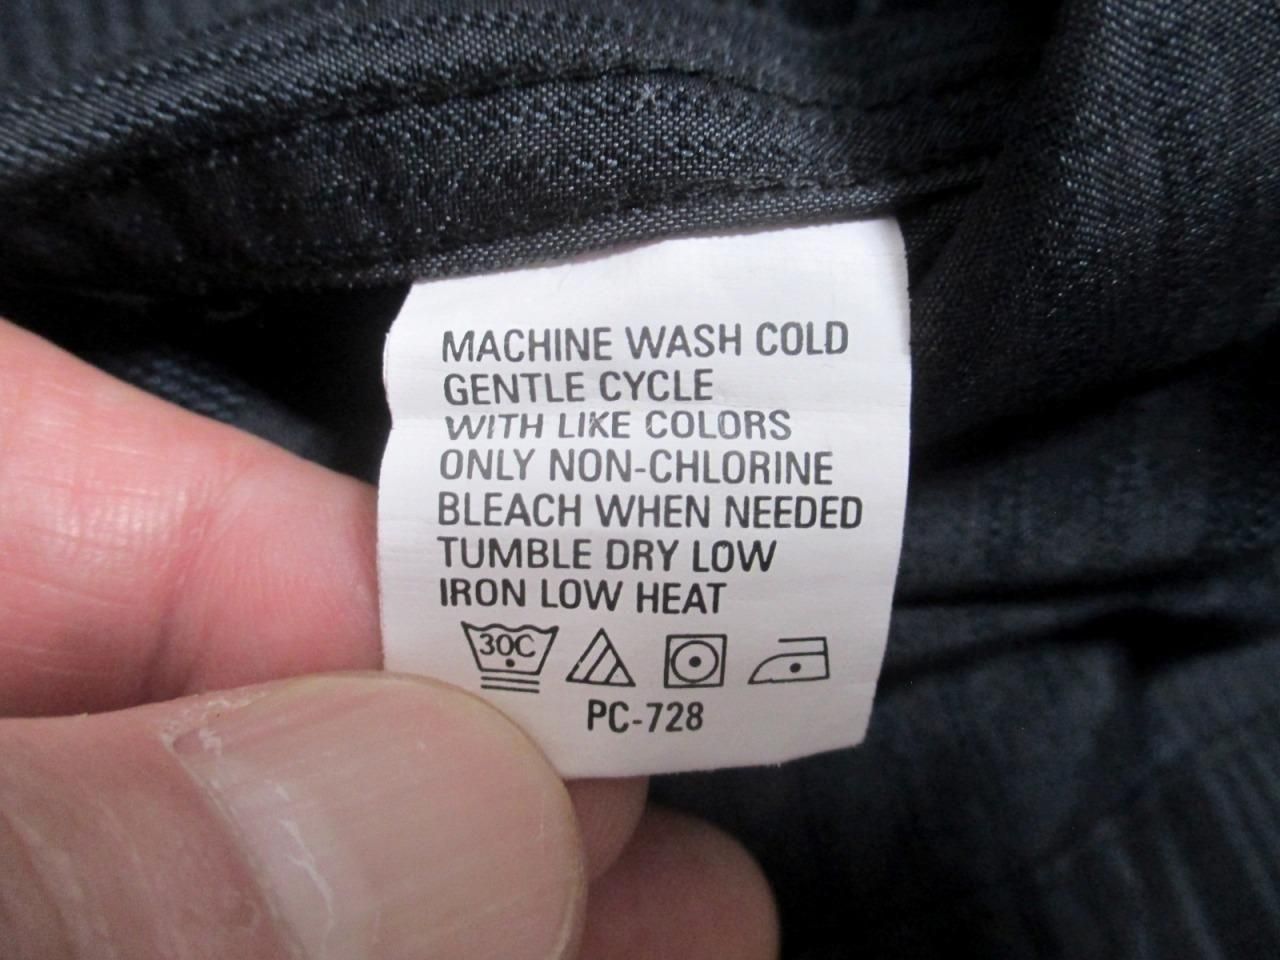 MACHINE WASH COLD
GENTLE CYCLE
WITH LIKE COLORS
ONLY NON-CHLORINE
BLEACH WHEN NEEDED
TUMBLE DRY LOW
IRON LOW HEAT
30C
PC-728